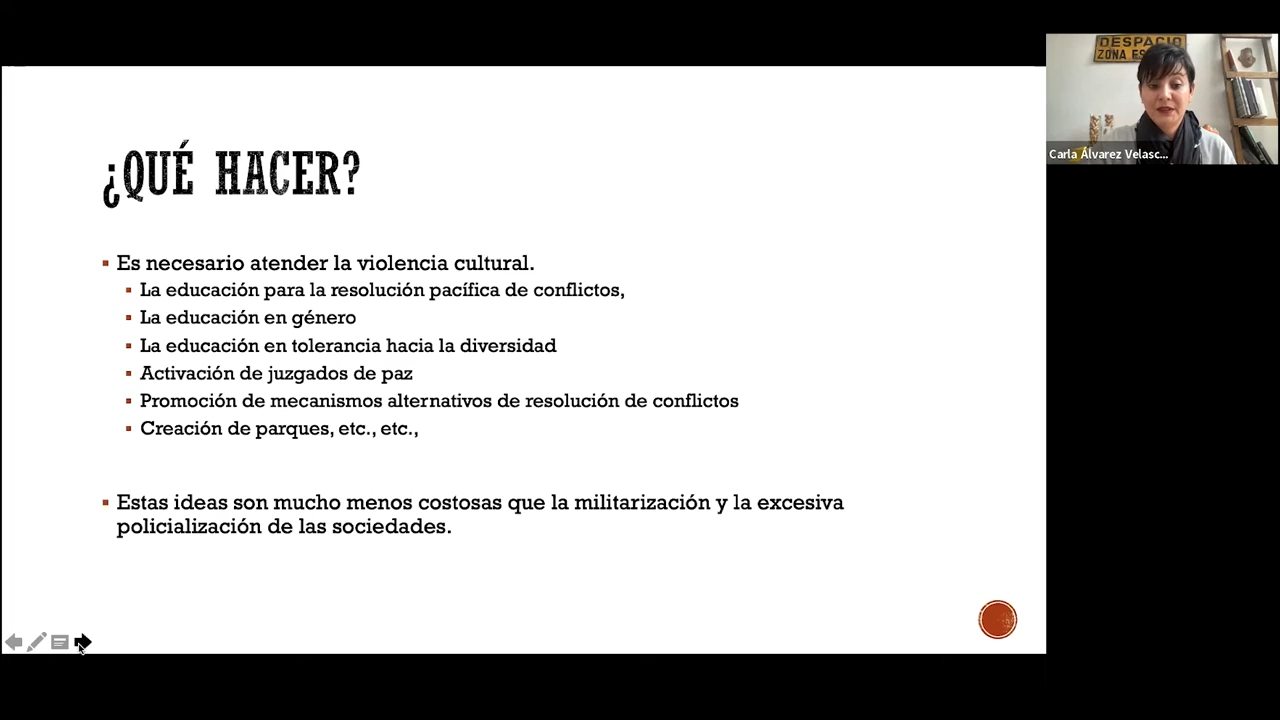 ¿QUÉ HACER?
Es necesario atender la violencia cultural.
La educación para la resolución pacífica de conflictos,
La educación en género
La educación en tolerancia hacia la diversidad
Activación de juzgados de paz
Promoción de mecanismos alternativos de resolución de conflictos
Creación de parques, etc., etc.,
Estas ideas son mucho menos costosas que la militarización y la excesiva
policialización de las sociedades.
DESPACIO
ZONA
Carla Álvarez Velasc...